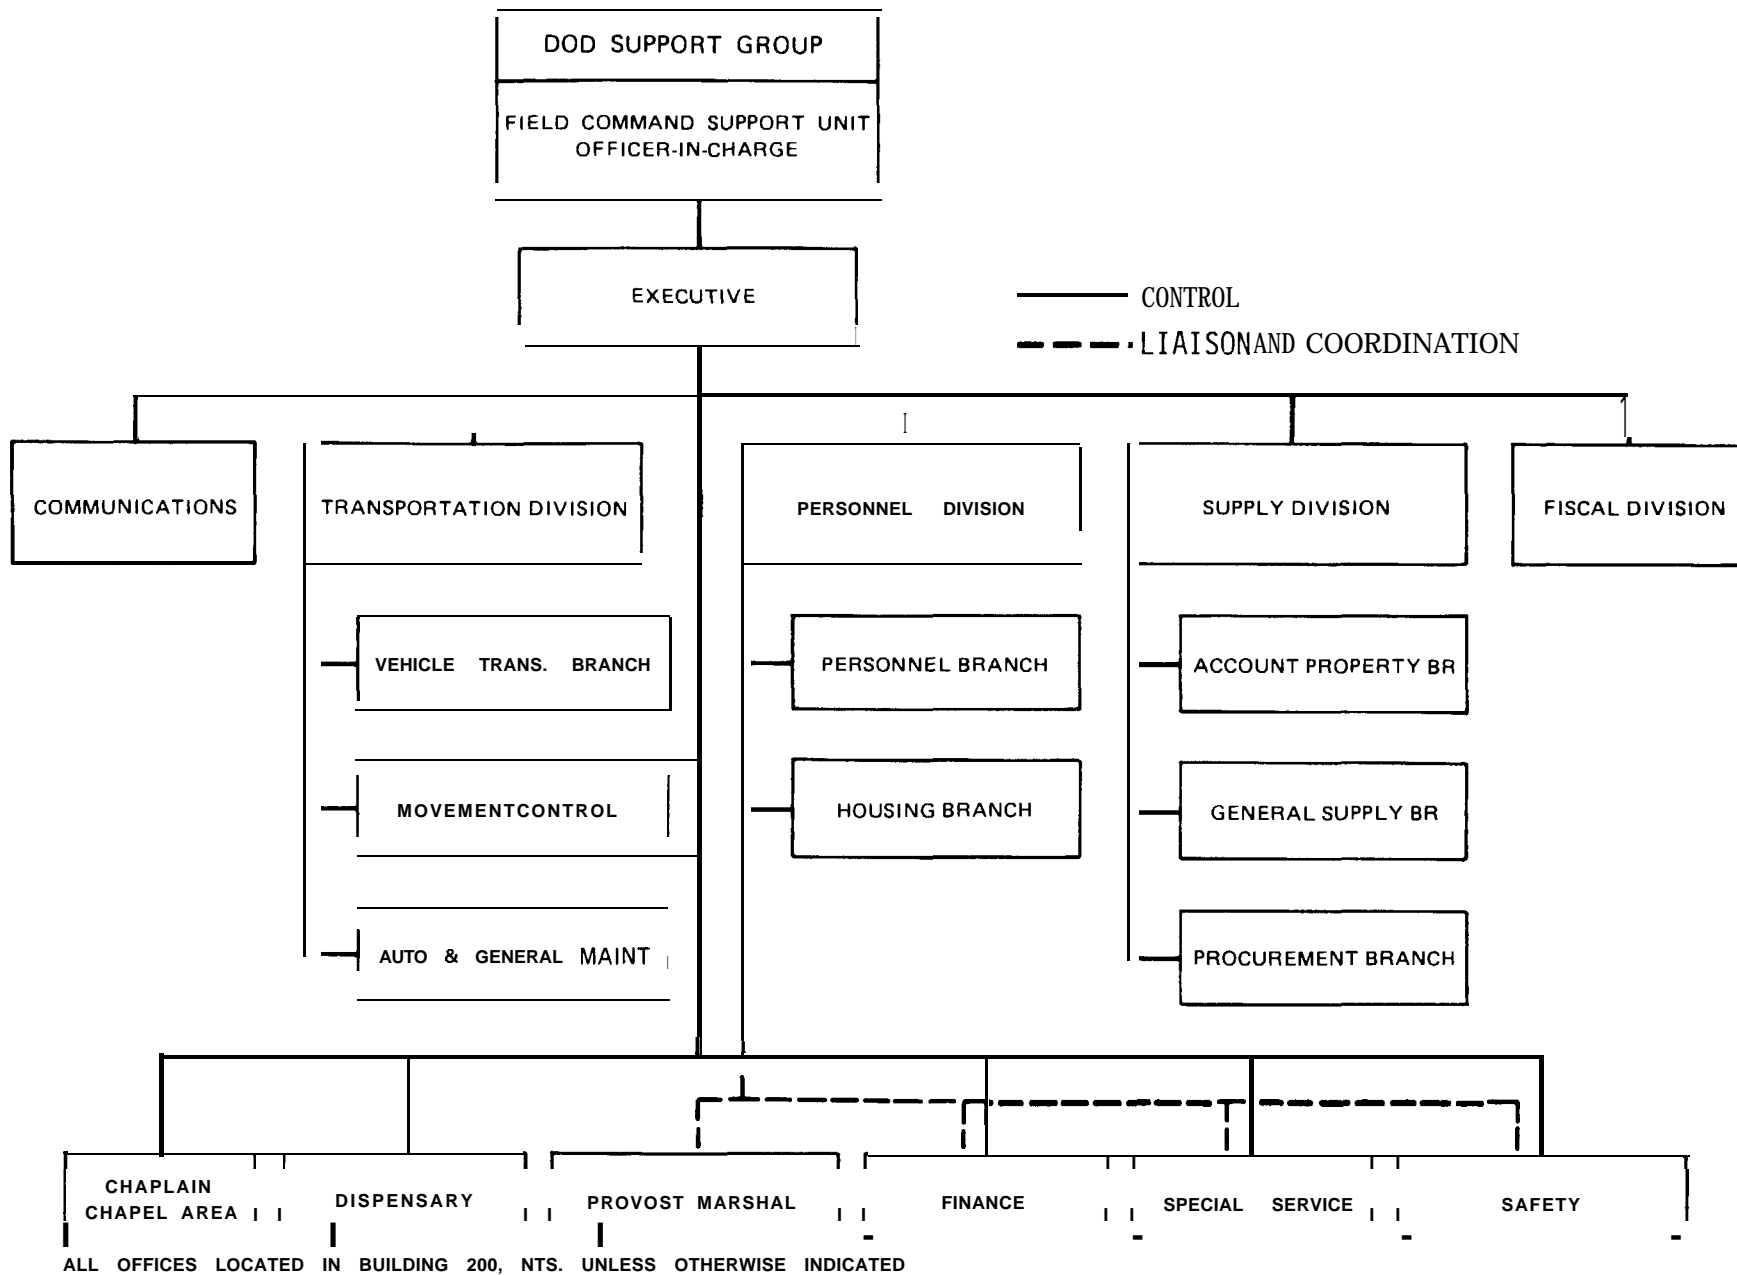 DOD SUPPORT GROUP
FIELD COMMAND SUPPORT UNIT
OFFICER-IN-CHARGE
EXECUTIVE
CONTROL
LIAISONAND COORDINATION
COMMUNICATIONS
TRANSPORTATION DIVISION
PERSONNEL DIVISION
SUPPLY DIVISION
FISCAL DIVISION
VEHICLE TRANS. BRANCH
PERSONNEL BRANCH
ACCOUNT PROPERTY BR
MOVEMENTCONTROL
HOUSING BRANCH
GENERAL SUPPLY BR
AUTO & GENERAL MAINT
PROCUREMENT BRANCH
CHAPLAIN
CHAPEL AREA
DISPENSARY
PROVOST MARSHAL
FINANCE
SPECIAL SERVICE
SAFETY
ALL OFFICES LOCATED IN BUILDING 200, NTS. UNLESS OTHERWISE INDICATED